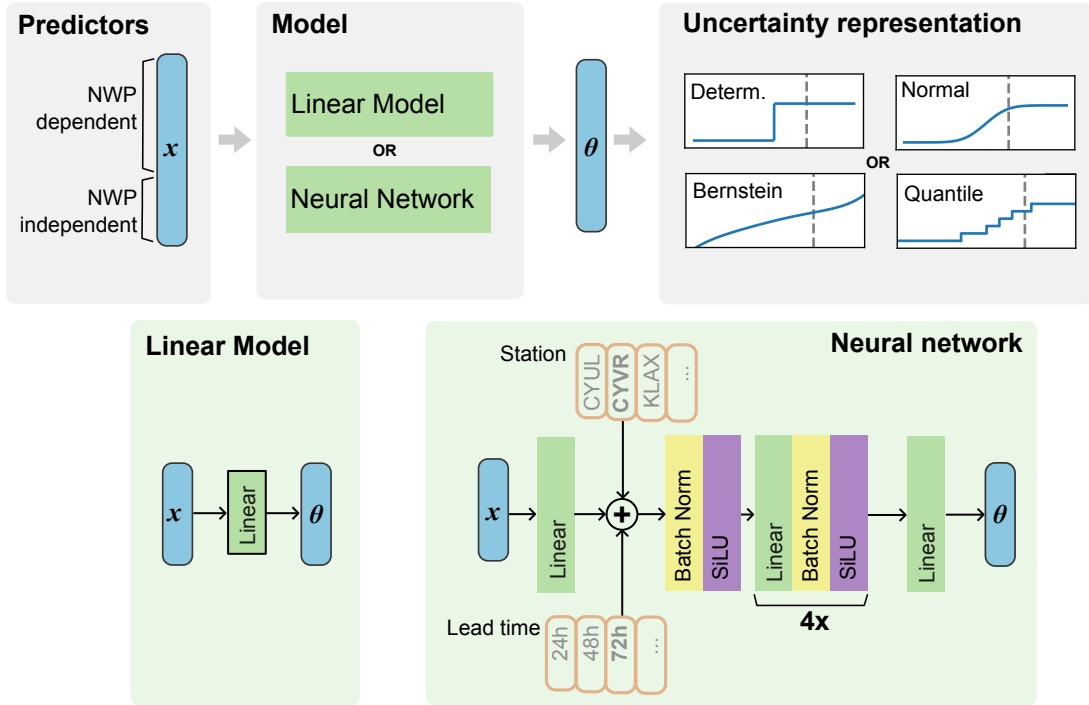 Predictors
NWP
dependent
x
NWP
independent
Model
Linear Model
OR
Neural Network
θ
Uncertainty representation
Determ.
Normal
OR
Bernstein
Quantile
Linear Model
x
Linear
θ
Neural network
Station
CYUL
CYVR
KLAX
...
x
Linear
+
Batch Norm
SiLU
Linear
Batch Norm
SiLU
4x
Linear
θ
Lead time
24h
48h
72h
...